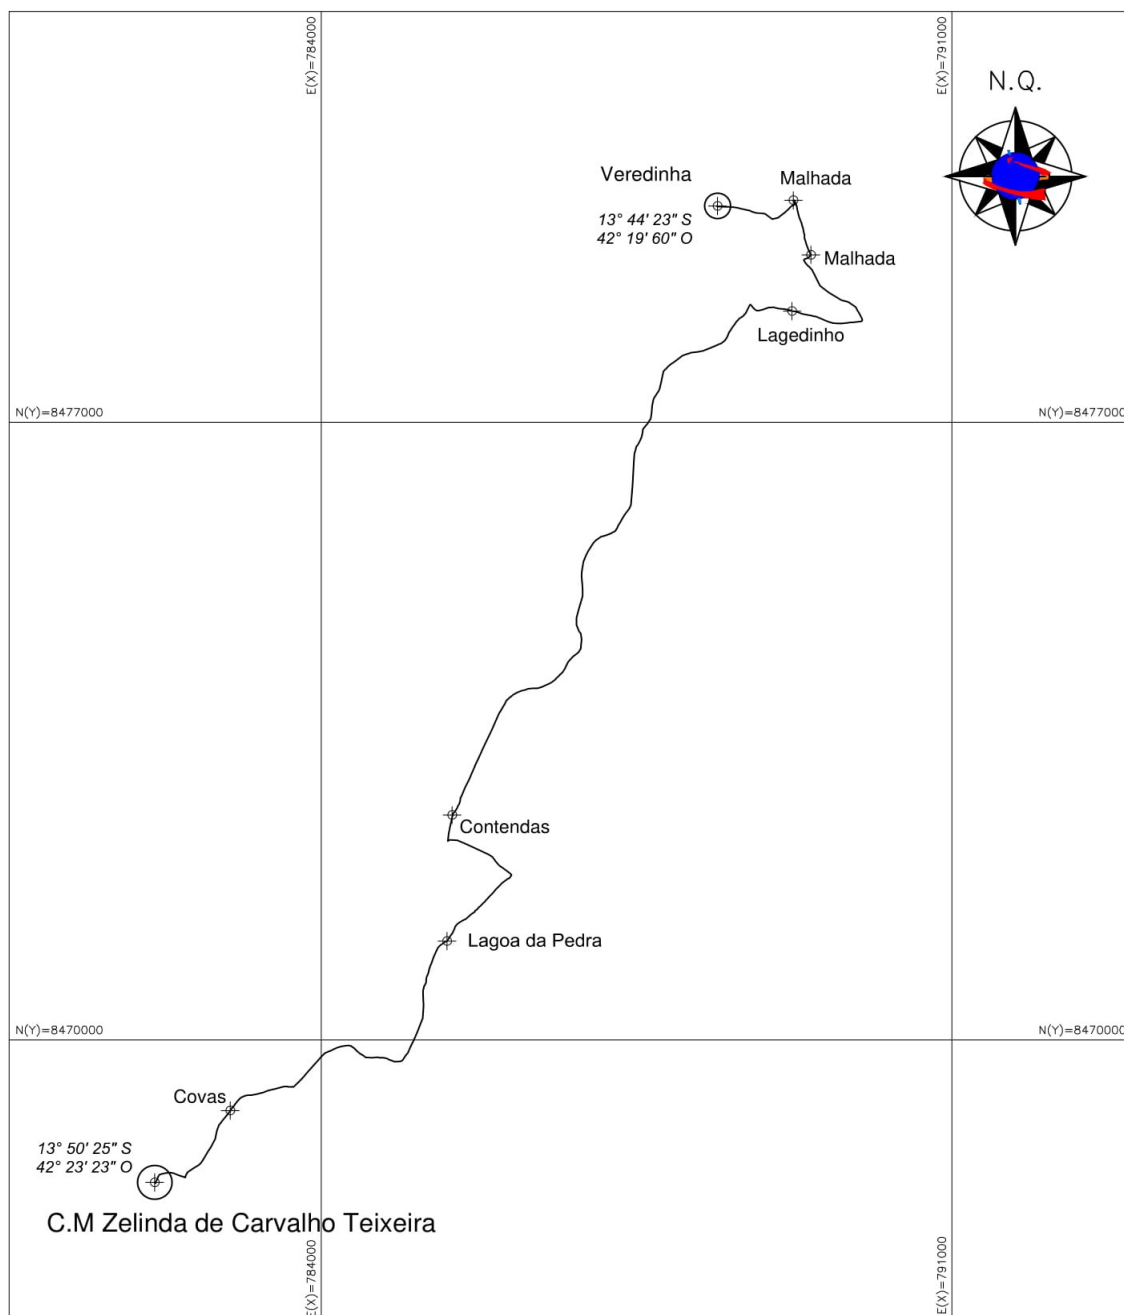 E(X)=784000
E(X)=791000
N.Q.
Veredinha
Malhada
13° 44' 23" S
42° 19' 60" O
Malhada
Lagedinho
N(Y)=8477000
N(Y)=8477000
Contendas
Lagoa da Pedra
N(Y)=8470000
N(Y)=8470000
Covas
13° 50' 25" S
42° 23' 23" O
C.M Zelinda de Carvalho Teixeira
E(X)=784000
E(X)=791000